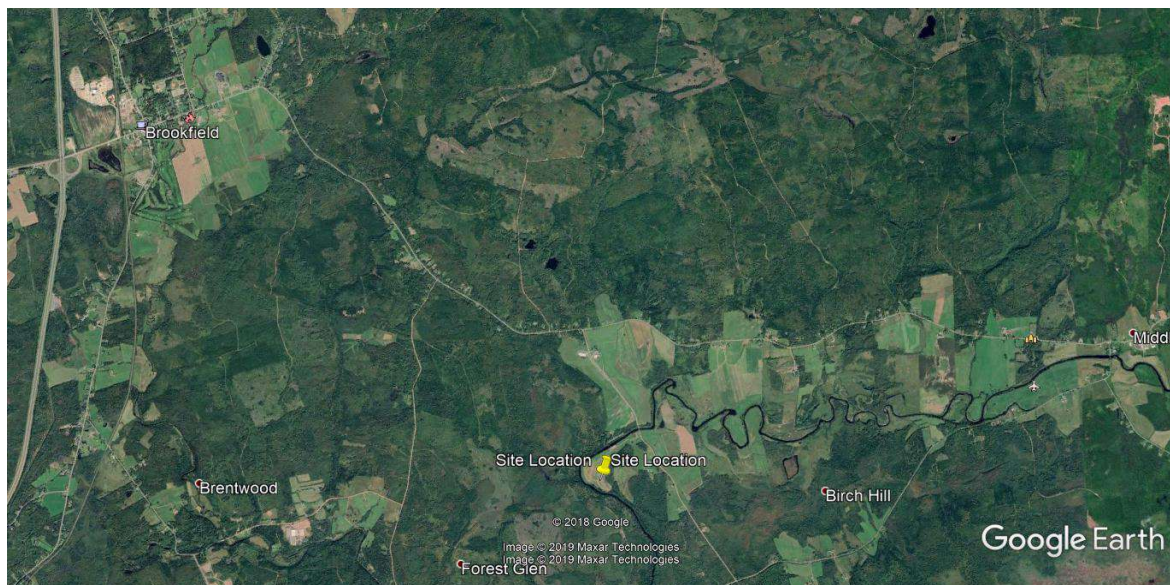 Brookfield
Midd
Site Location Site Location
Brentwood
Birch Hill
© 2018 Google
Image © 2019 Maxar Technologies
Image © 2019 Maxar Technologies
Google Earth
Forest Glen